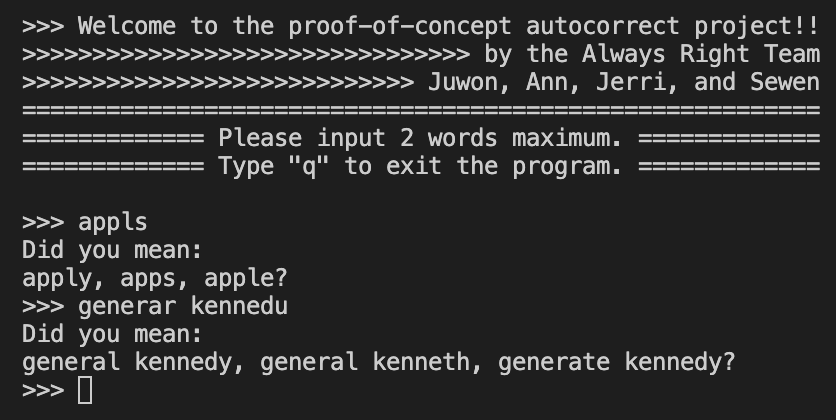 >>> Welcome to the proof-of-concept autocorrect project!!
>>>>>>>>>>>>>>>>>>>>>>>>>>>>>>>> by the Always Right Team
>>>>>>>>>>>>>>>>>>>>>>>>>>>> Juwon, Ann, Jerri, and Sewen
=========================================================
============= Please input 2 words maximum. =============
============= Type "q" to exit the program. =============
>>> appls
Did you mean:
apply, apps, apple?
>>> generar kennedu
Did you mean:
general kennedy, general kenneth, generate kennedy?
>>>